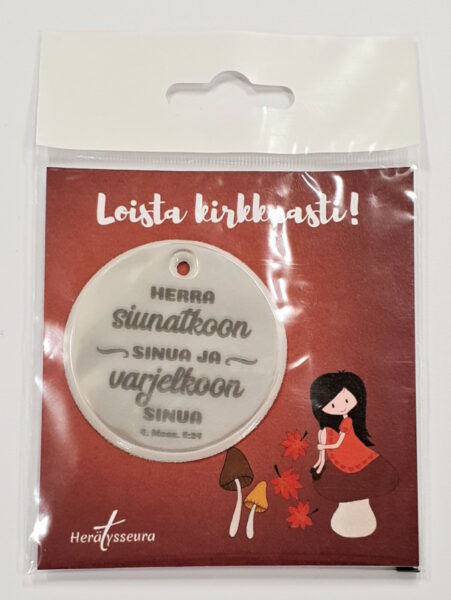 Loista kirkkaasti!
HERRA
siunatkoon
SINUA JA
varjelkoon
SINUA
4. Moos. 6:24
Herätysseura